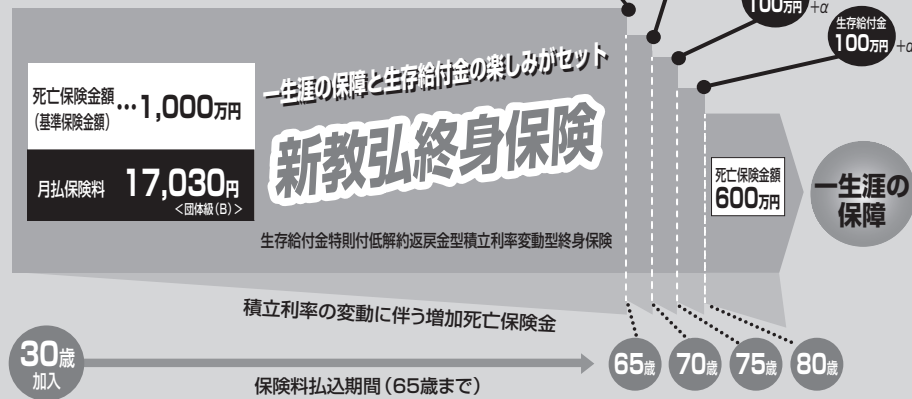 100万円+α
生存給付金
100万円+α
一生涯の保障と生存給付金の楽しみがセット
死亡保険金額
(基準保険金額)
…1,000万円
新教弘終身保険
月払保険料 17,030円
<団体級(B)>
死亡保険金額
600万円
一生涯の
保障
生存給付金特則付低解約返戻金型積立利率変動型終身保険
積立利率の変動に伴う増加死亡保険金
30歳
加入
65歳 70歳 75歳 80歳
保険料払込期間(65歳まで)